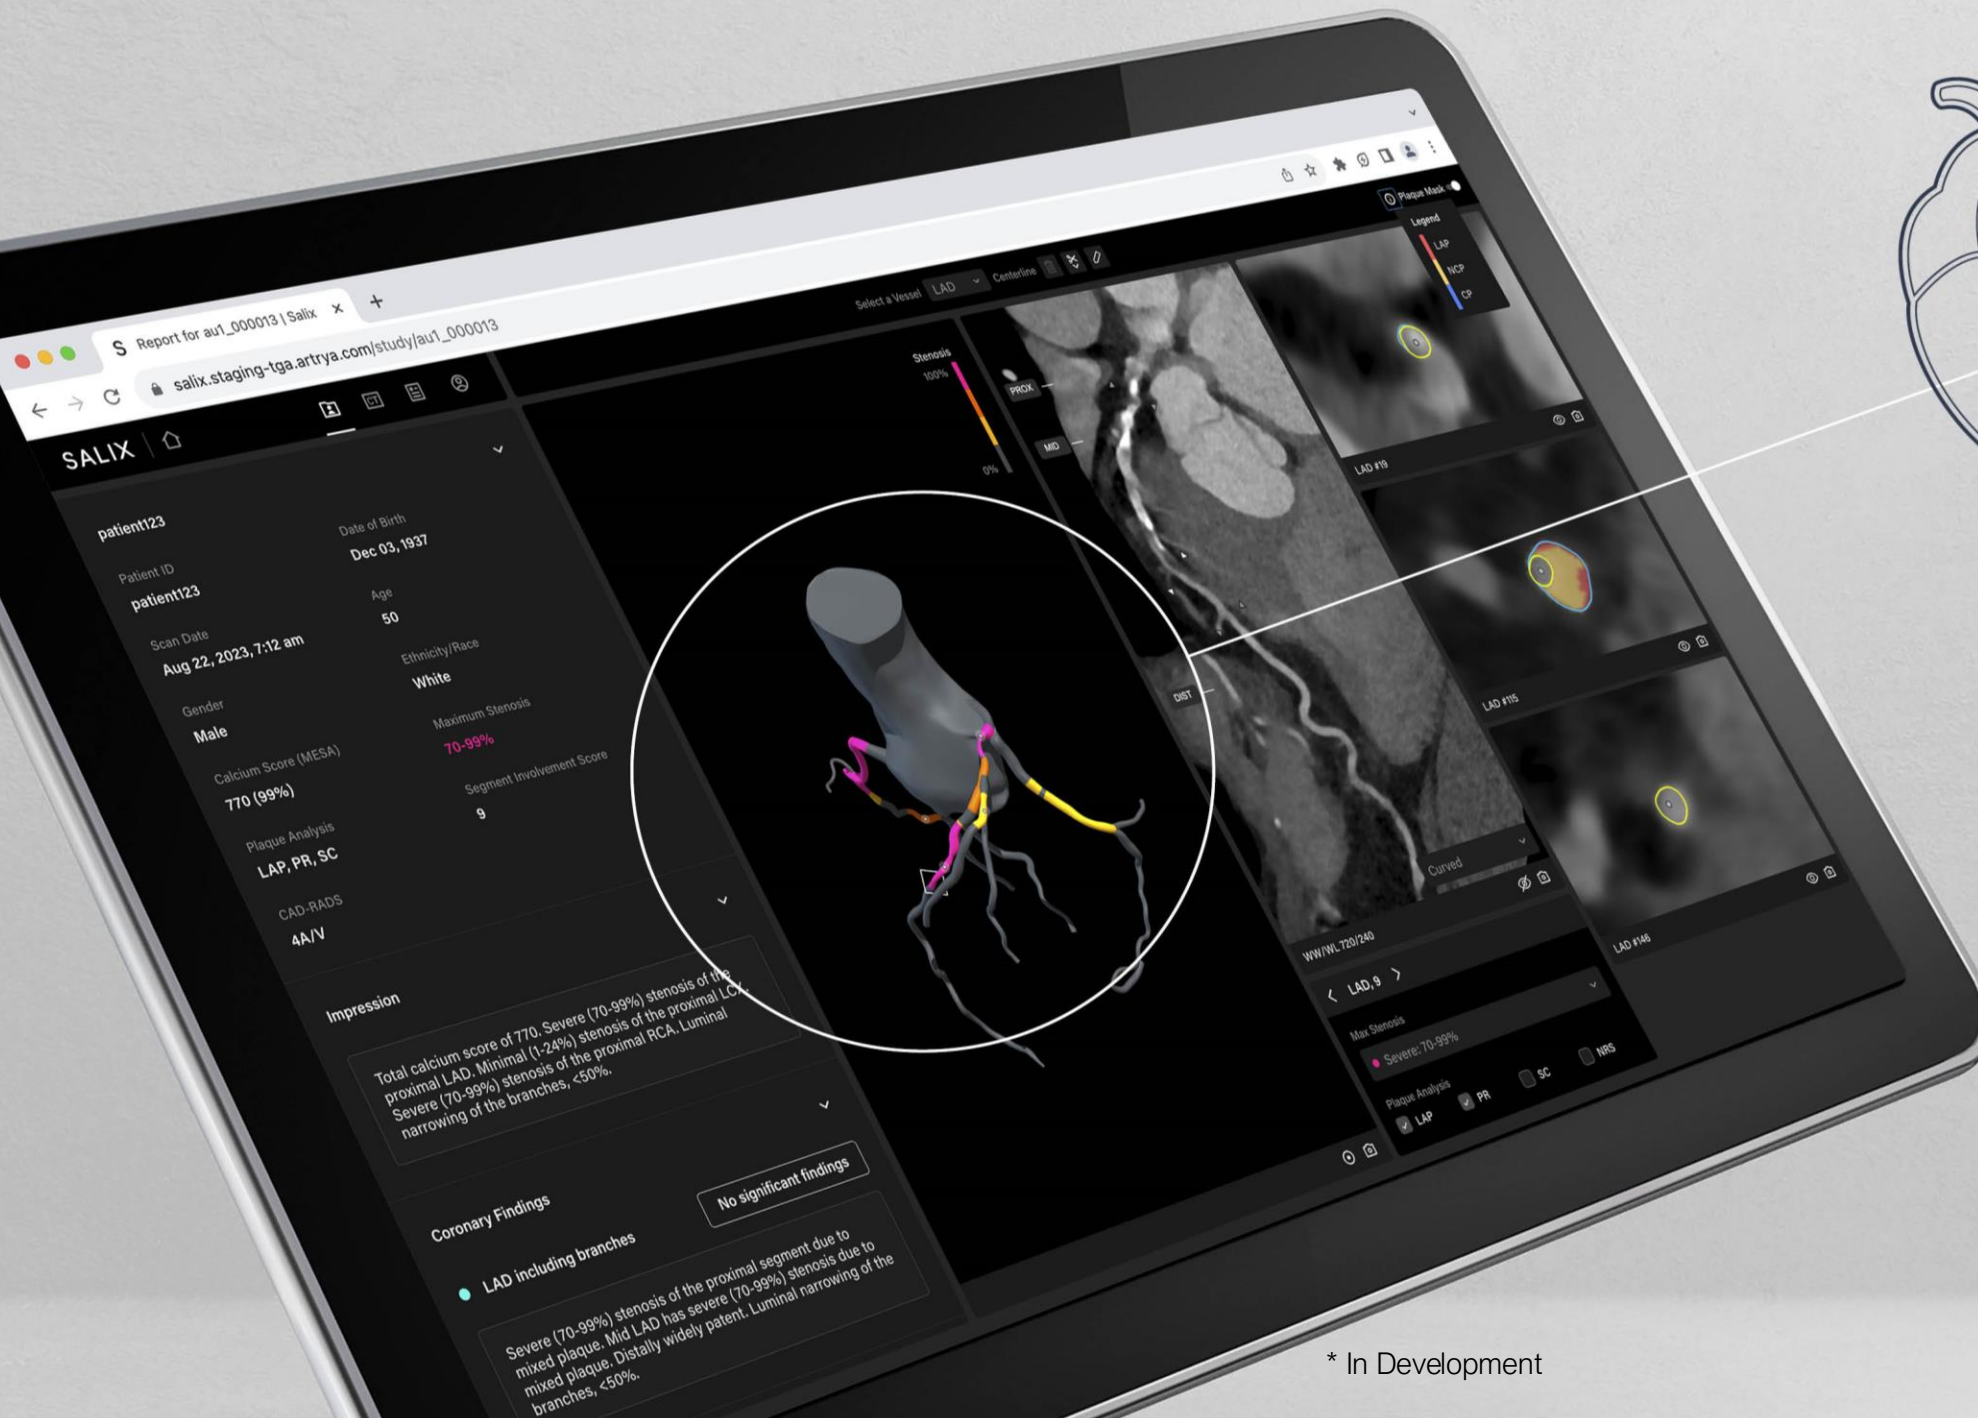 S Report for au1_000013 | Salix
salix.staging-tga.artrya.com/study/au1_000013
SALIX
patient123
Patient ID
patient123
Date of Birth
Dec 03, 1937
Scan Date
Aug 22, 2023, 7:12 am
Age
50
Gender
Male
Ethnicity/Race
White
Calcium Score (MESA)
770 (99%)
Maximum Stenosis
70-99%
Plaque Analysis
LAP, PR, SC
Segment Involvement Score
9
CAD-RADS
4A/V
Impression
Total calcium score of 770. Severe (70-99%) stenosis of the
proximal LAD. Minimal (1-24%) stenosis of the proximal LCX.
Severe (70-99%) stenosis of the proximal RCA. Luminal
narrowing of the branches, <50%.
Coronary Findings
No significant findings
LAD including branches
Severe (70-99%) stenosis of the proximal segment due to
mixed plaque. Mid LAD has severe (70-99%) stenosis due to
mixed plaque. Distally widely patent. Luminal narrowing of the
branches, <50%.
Select a Vessel LAD Centerline
Stenosis
100%
0%
PROX
MID
DIST
Curved
WW/WL 720/240
LAD, 9
Max Stenosis
Severe: 70-99%
Plaque Analysis
LAP PR SC NRS
Plaque Mask
Legend
LAP
NCP
CP
LAD #19
LAD #115
LAD #146
* In Development